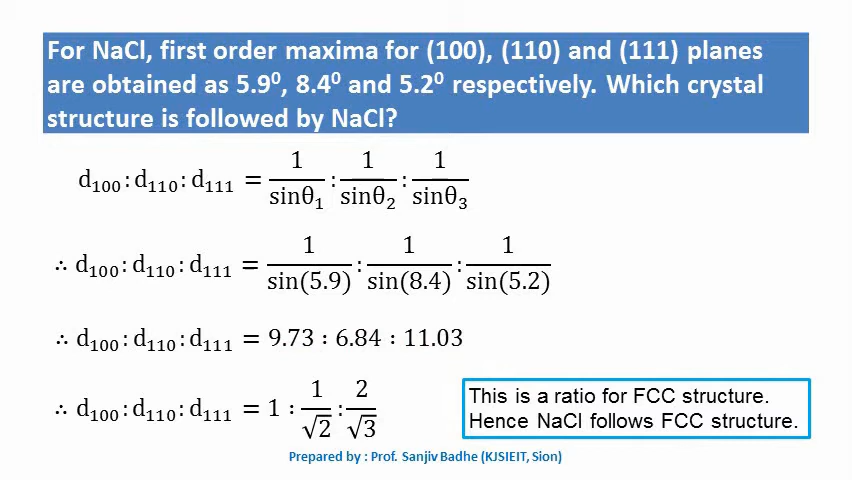 For NaCl, first order maxima for (100), (110) and (111) planes
are obtained as 5.9⁰, 8.4⁰ and 5.2⁰ respectively. Which crystal
structure is followed by NaCl?
d₁₀₀ : d₁₁₀ : d₁₁₁ = 1/sinθ₁ : 1/sinθ₂ : 1/sinθ₃
∴ d₁₀₀ : d₁₁₀ : d₁₁₁ = 1/sin(5.9) : 1/sin(8.4) : 1/sin(5.2)
∴ d₁₀₀ : d₁₁₀ : d₁₁₁ = 9.73 : 6.84 : 11.03
∴ d₁₀₀ : d₁₁₀ : d₁₁₁ = 1 : 1/√2 : 2/√3
This is a ratio for FCC structure.
Hence NaCl follows FCC structure.
Prepared by : Prof. Sanjiv Badhe (KJSIEIT, Sion)